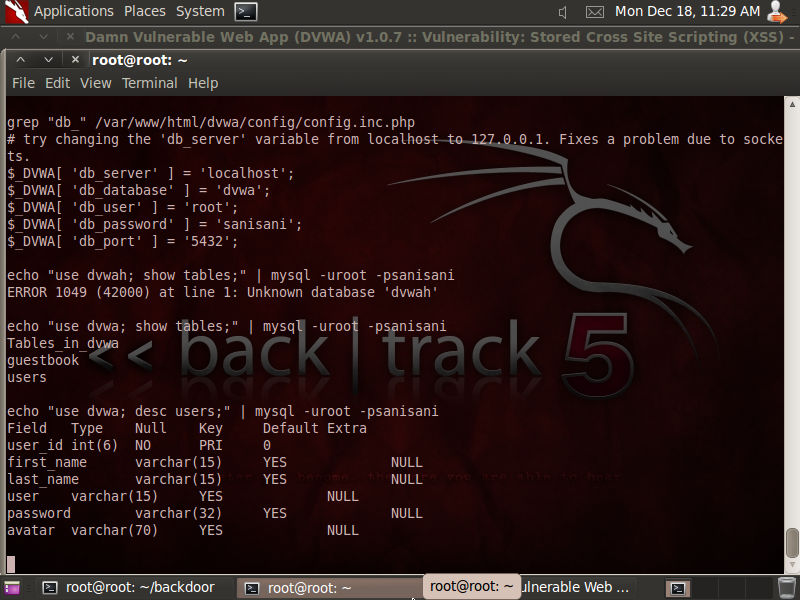 Applications Places System
Mon Dec 18, 11:29 AM
Damn Vulnerable Web App (DVWA) v1.0.7 :: Vulnerability: Stored Cross Site Scripting (XSS) -
root@root: ~
File Edit View Terminal Help
grep "db_" /var/www/html/dvwa/config/config.inc.php
# try changing the 'db_server' variable from localhost to 127.0.0.1. Fixes a problem due to socke
ts.
$_DVWA[ 'db_server' ] = 'localhost';
$_DVWA[ 'db_database' ] = 'dvwa';
$_DVWA[ 'db_user' ] = 'root';
$_DVWA[ 'db_password' ] = 'sanisani';
$_DVWA[ 'db_port' ] = '5432';
echo "use dvwah; show tables;" | mysql -uroot -psanisani
ERROR 1049 (42000) at line 1: Unknown database 'dvwah'
echo "use dvwa; show tables;" | mysql -uroot -psanisani
Tables_in_dvwa
guestbook
users
<< back | track 5
echo "use dvwa; desc users;" | mysql -uroot -psanisani
Field Type Null Key Default Extra
user_id int(6) NO PRI 0
first_name varchar(15) YES NULL
last_name varchar(15) YES NULL
user varchar(15) YES NULL
password varchar(32) YES NULL
avatar varchar(70) YES NULL
root@root: ~/backdoor
root@root: ~
root@root: ~
ulnerable Web ...